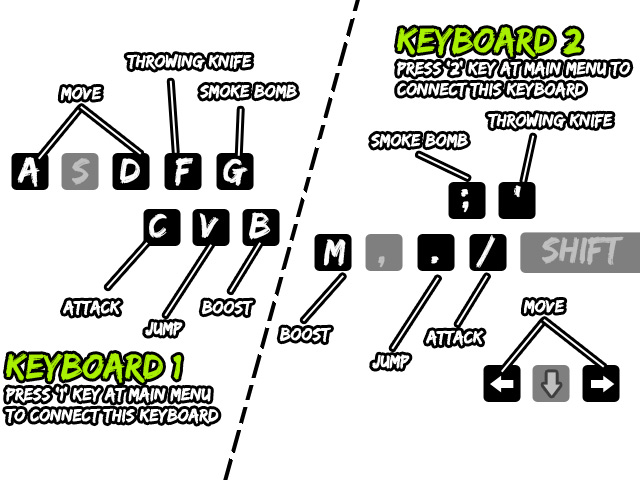 THROWING KNIFE
MOVE
SMOKE BOMB
A S D F G
C V B
ATTACK
JUMP
BOOST
KEYBOARD 1
PRESS '1' KEY AT MAIN MENU
TO CONNECT THIS KEYBOARD
KEYBOARD 2
PRESS '2' KEY AT MAIN MENU TO
CONNECT THIS KEYBOARD
THROWING KNIFE
SMOKE BOMB
; '
M , . / SHIFT
BOOST
JUMP
ATTACK
MOVE
← ↓ →